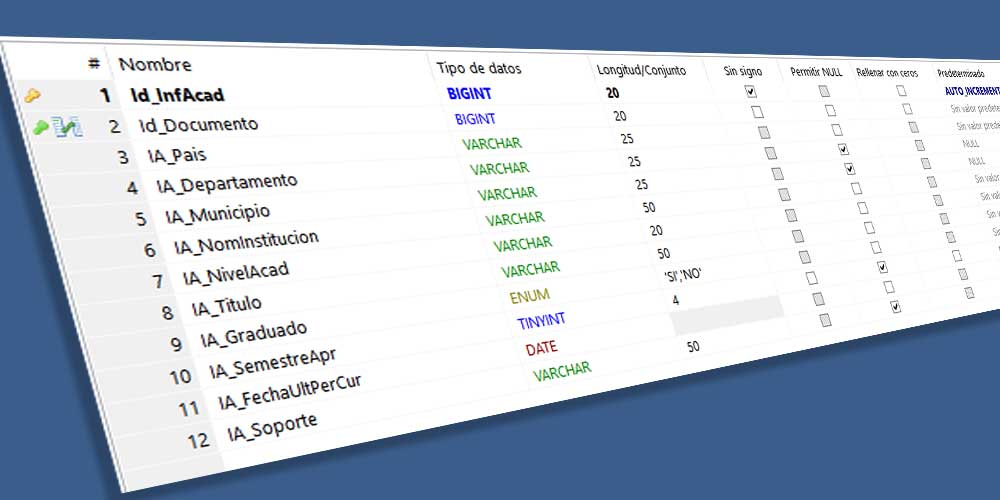 # Nombre Tipo de datos Longitud/Conjunto Sin signo Permitir NULL Rellenar con ceros Predeterminado
1 Id_InfAcad BIGINT 20 AUTO_INCREMENT
2 Id_Documento BIGINT 20 Sin valor prede
3 IA_Pais VARCHAR 25 Sin valor prede
4 IA_Departamento VARCHAR 25 NULL
5 IA_Municipio VARCHAR 25 NULL
6 IA_NomInstitucion VARCHAR 50 Sin valor
7 IA_NivelAcad VARCHAR 20 Sin val
8 IA_Titulo VARCHAR 50 Sin v
9 IA_Graduado ENUM 'SI','NO' Sin
10 IA_SemestreApr TINYINT 4
11 IA_FechaUltPerCur DATE
12 IA_Soporte VARCHAR 50